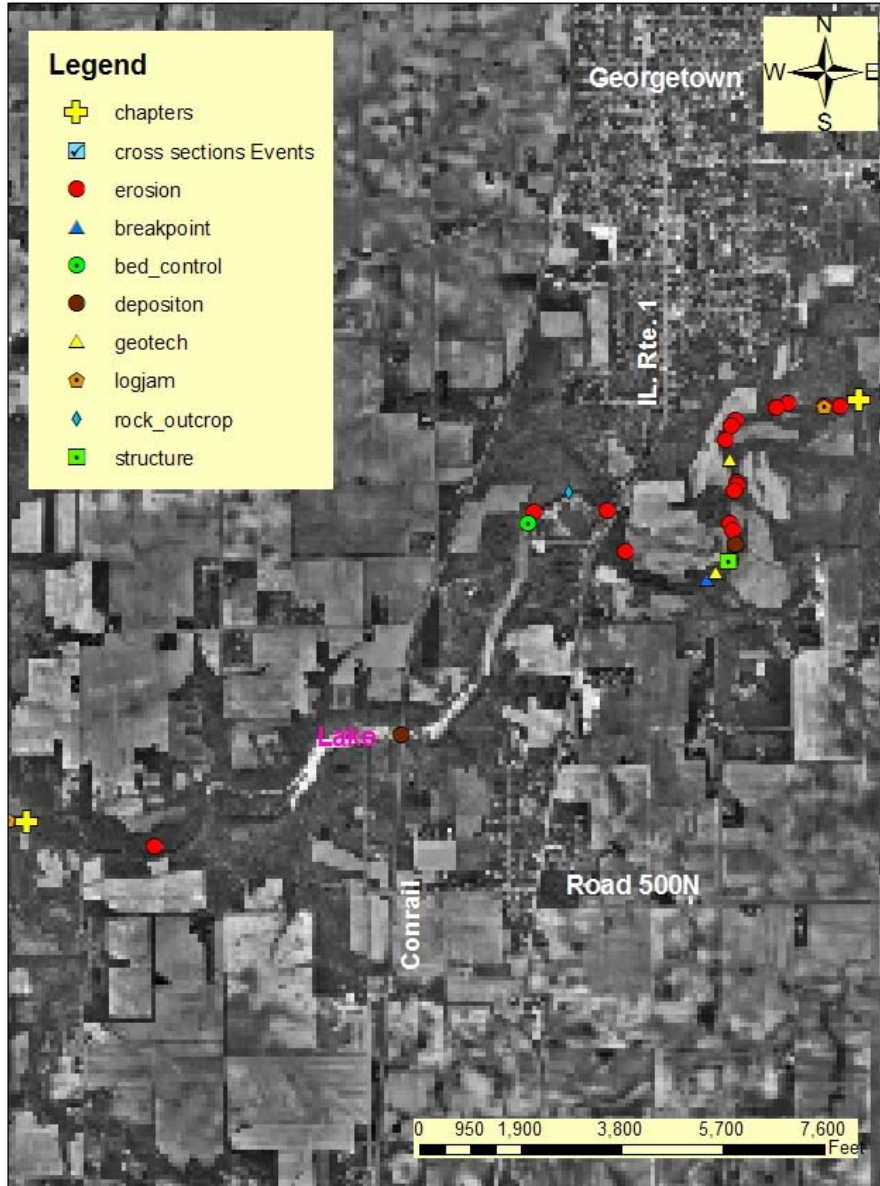 Legend
chapters
cross sections Events
erosion
breakpoint
bed_control
depositon
geotech
logjam
rock_outcrop
structure
Georgetown
N
W E
S
IL. Rte. 1
Lake
Road 500N
Conrail
0 950 1,900 3,800 5,700 7,600
Feet